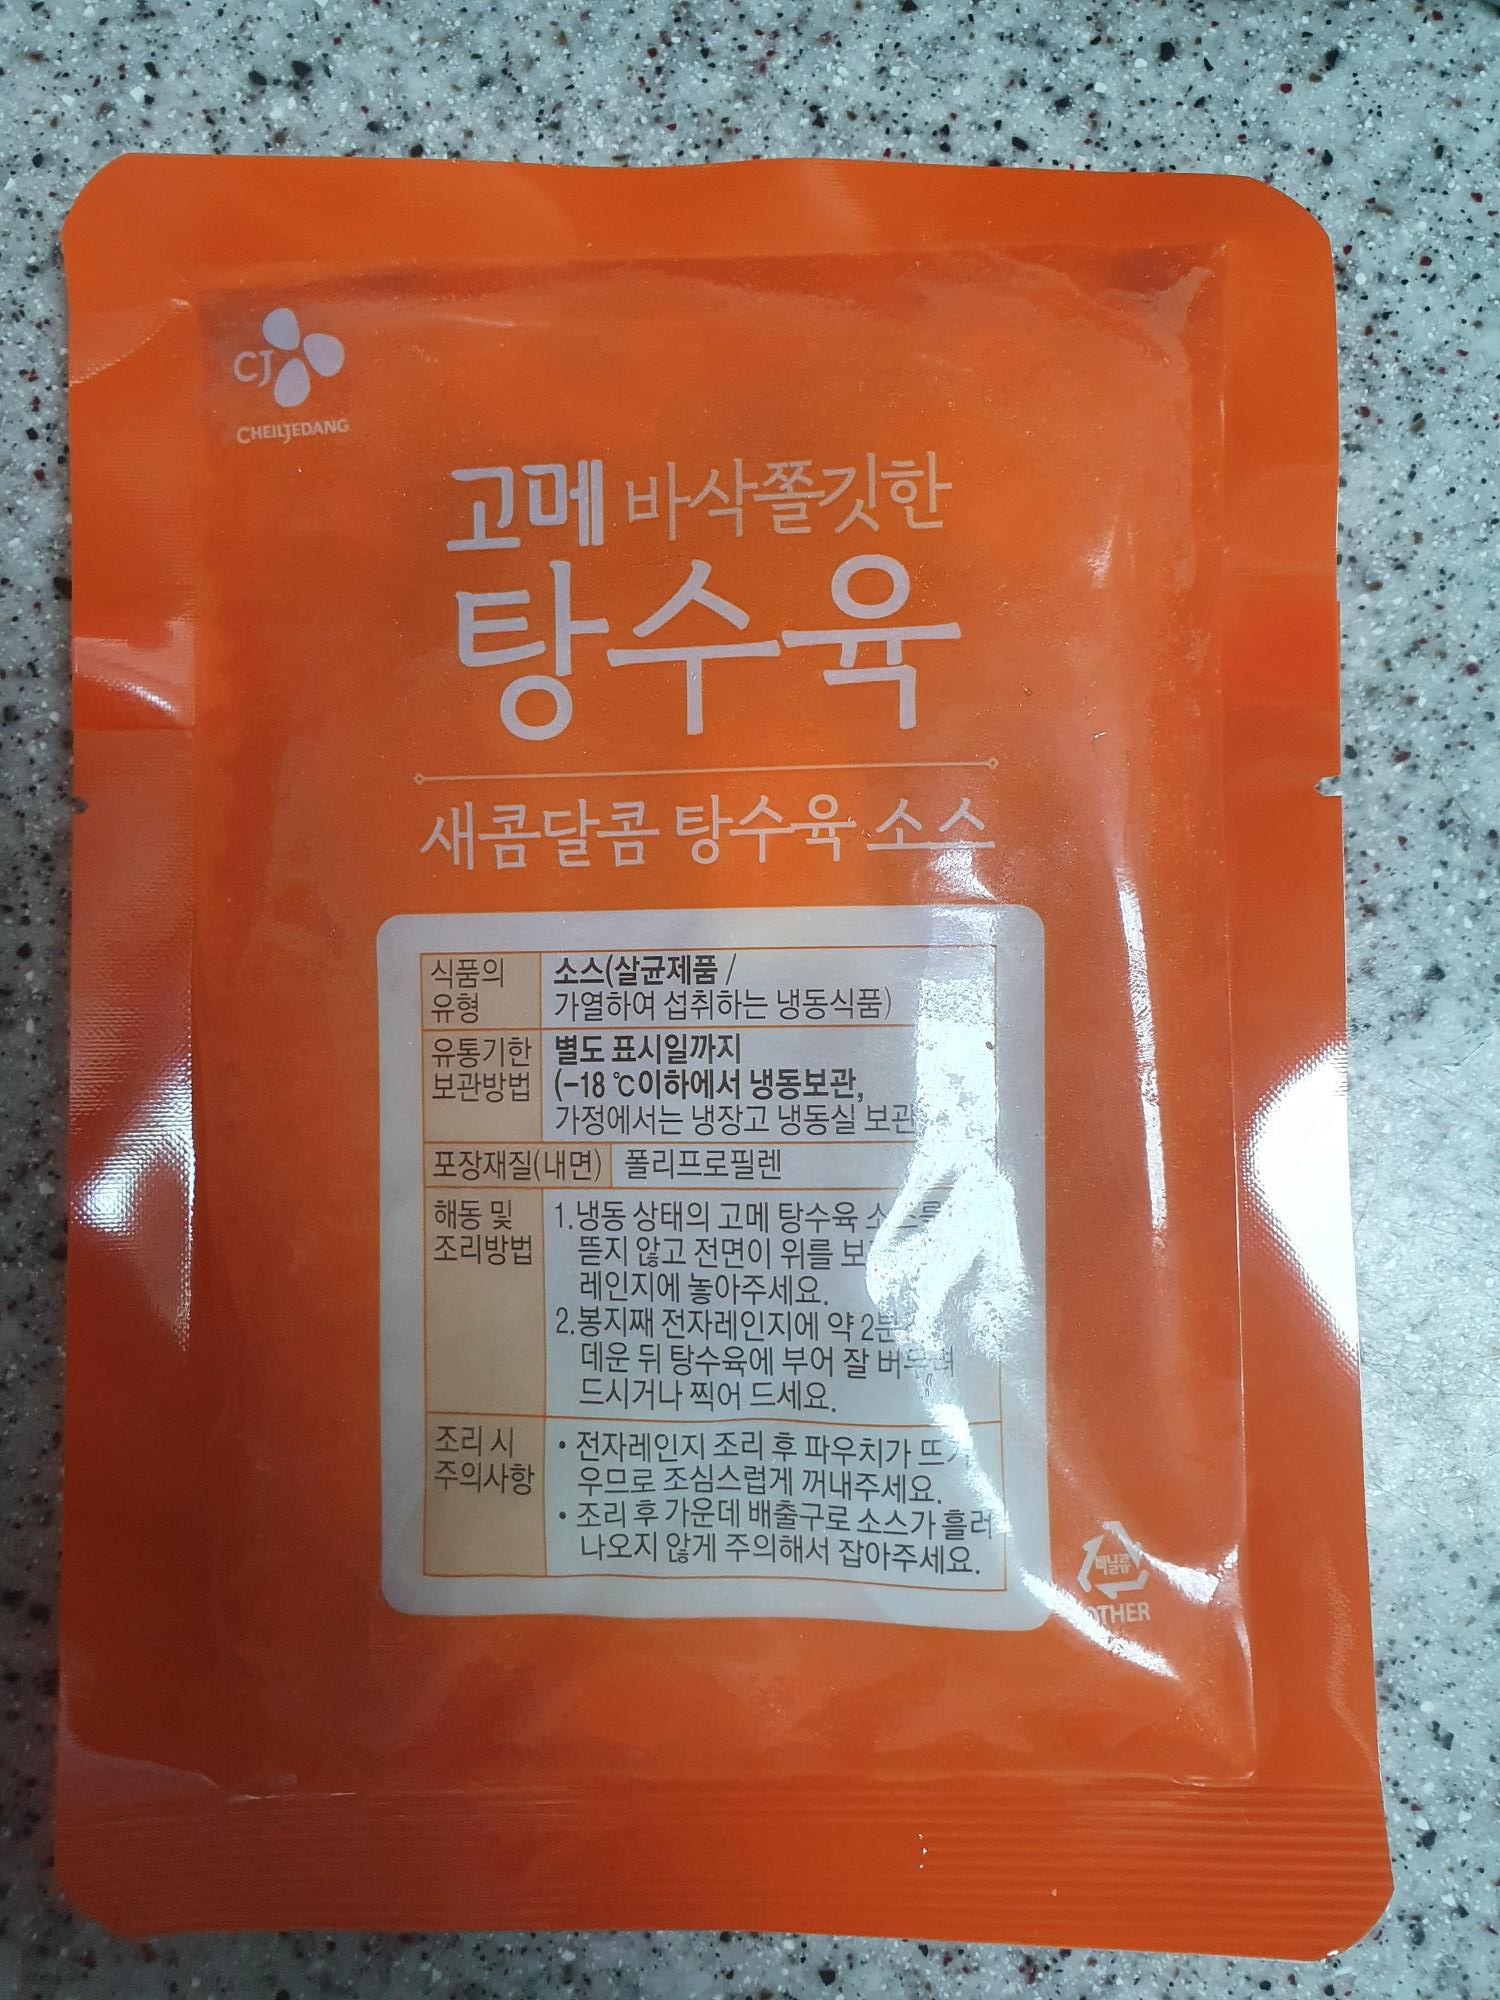 CJ
CHEILJEDANG
고메 바삭쫄깃한
탕수육
새콤달콤 탕수육 소스
식품의
유형
소스(살균제품 /
가열하여 섭취하는 냉동식품)
유통기한
보관방법
별도 표시일까지
(-18 ℃이하에서 냉동보관,
가정에서는 냉장고 냉동실 보관
포장재질(내면) 폴리프로필렌
해동 및
조리방법
1.냉동 상태의 고메 탕수육 소스를
뜯지 않고 전면이 위를
레인지에 놓아주세요.
2.봉지째 전자레인지에 약 2분
데운 뒤 탕수육에 부어 잘
드시거나 찍어 드세요.
조리 시
주의사항
• 전자레인지 조리 후 파우치가
우므로 조심스럽게 꺼내주세요.
• 조리 후 가운데 배출구로 소스가 흘러
나오지 않게 주의해서 잡아주세요.
비닐류
OTHER